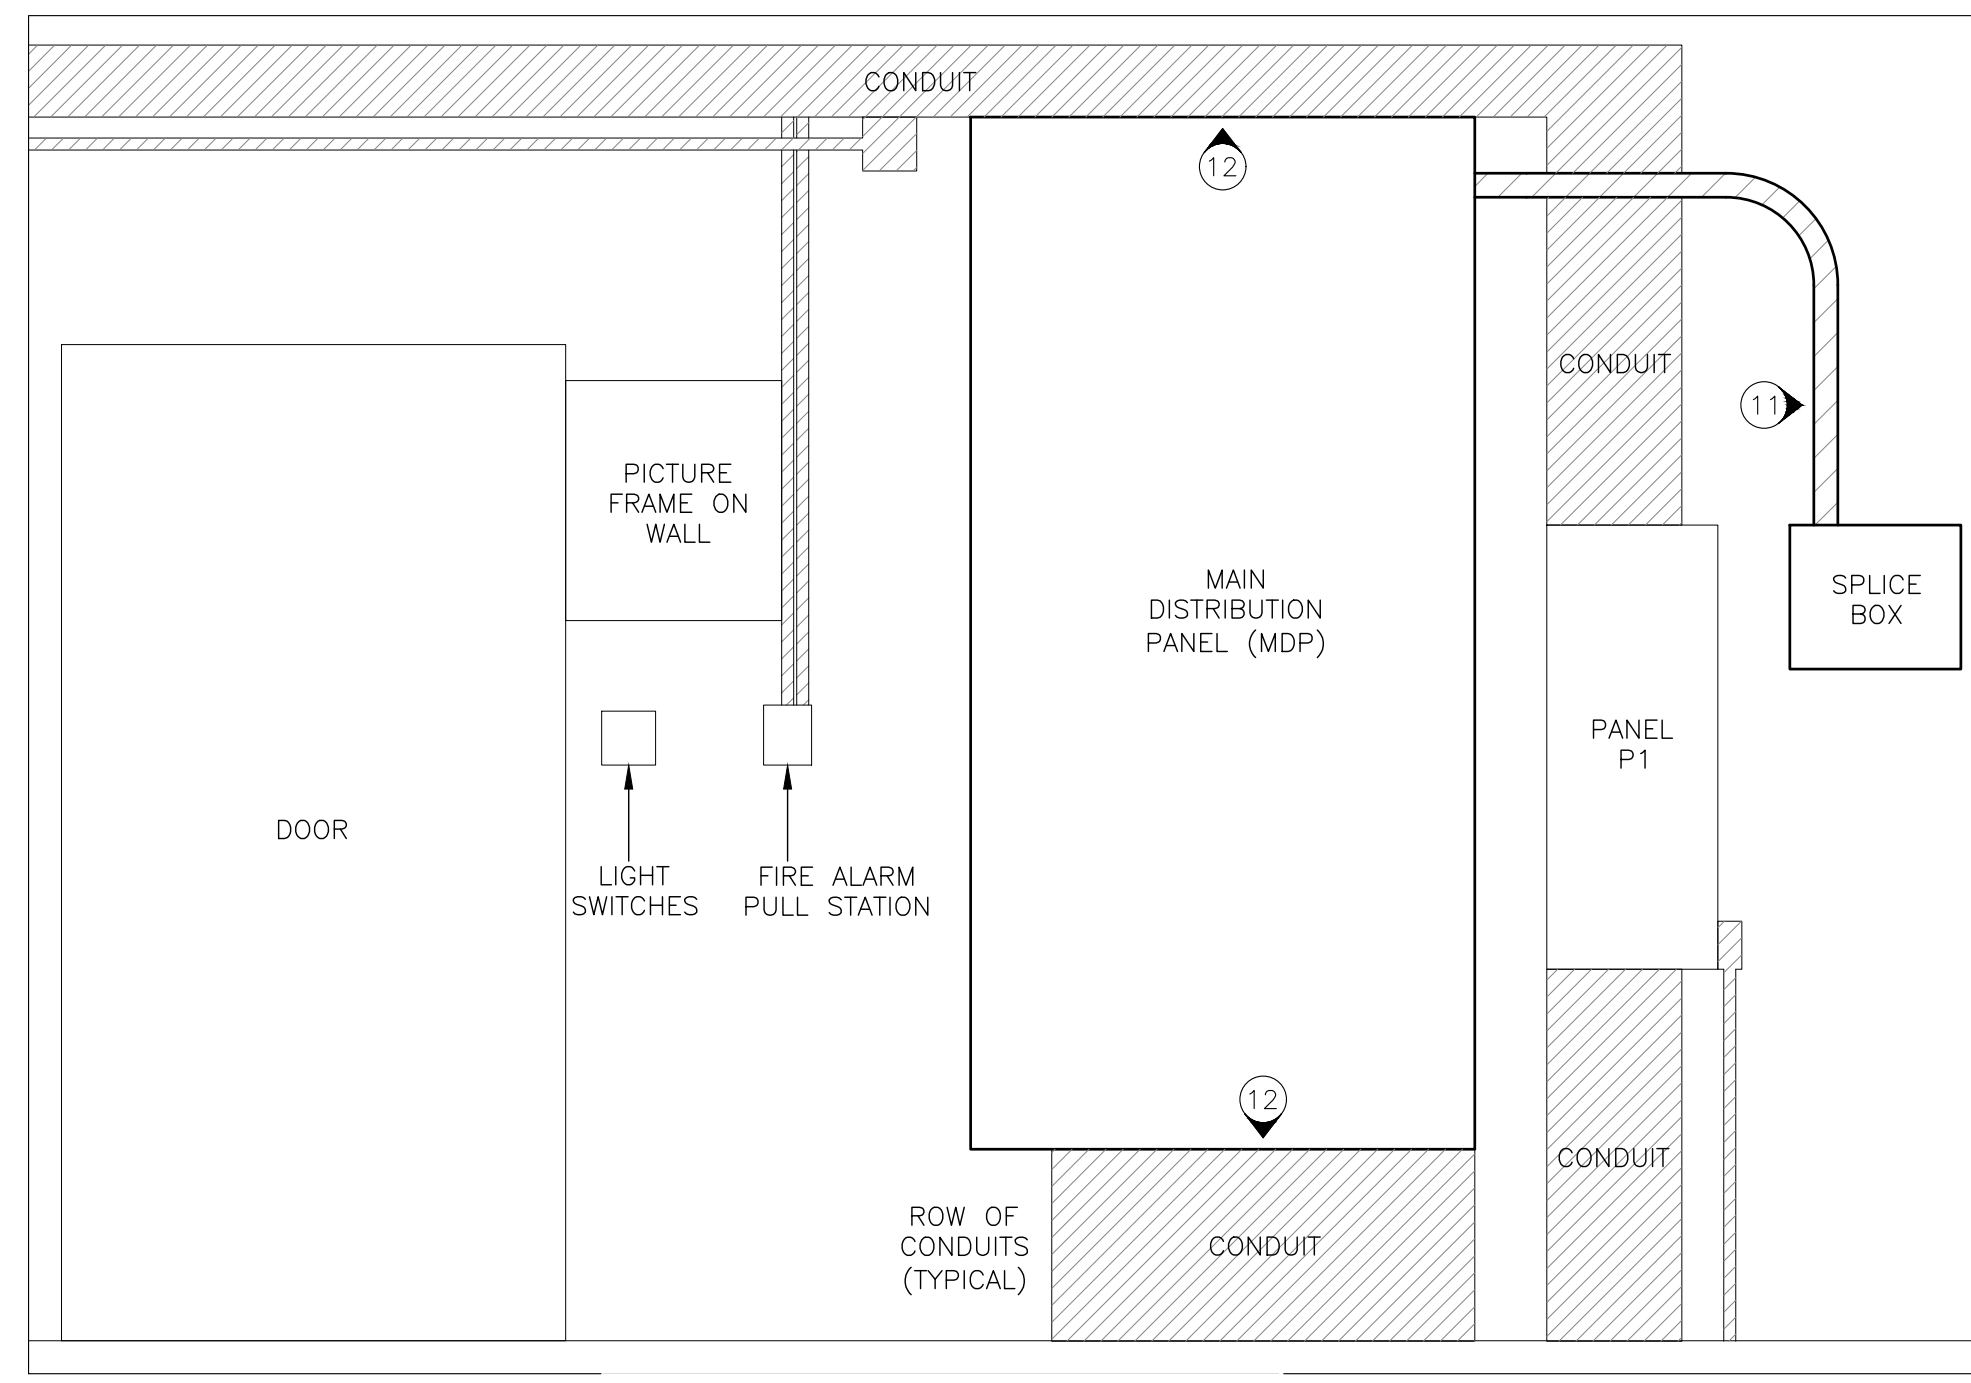 CONDUIT
12
CONDUIT
11
PICTURE
FRAME ON
WALL
MAIN
DISTRIBUTION
PANEL (MDP)
SPLICE
BOX
PANEL
P1
DOOR
LIGHT
SWITCHES
FIRE ALARM
PULL STATION
12
CONDUIT
ROW OF
CONDUITS
(TYPICAL)
CONDUIT